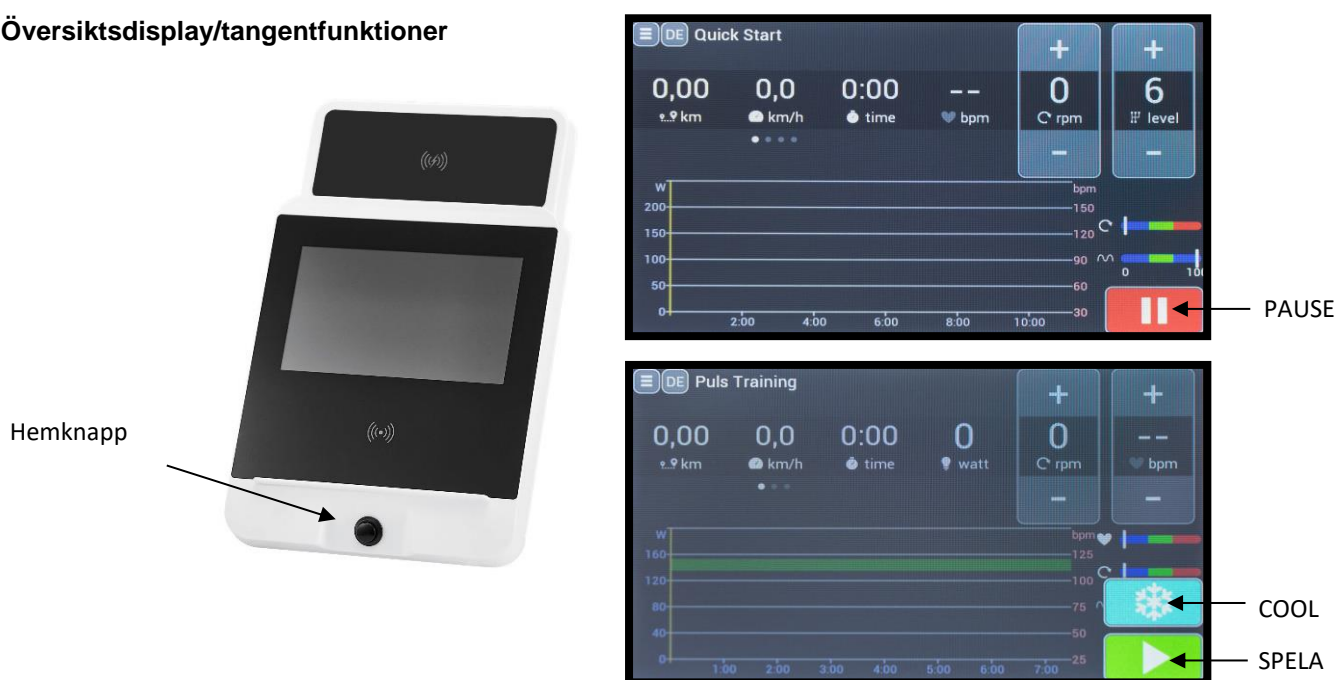 Översiktsdisplay/tangentfunktioner
DE Quick Start
+ +
0,00 0,0 0:00 -- 0 6
km km/h time bpm rpm level
- -
W bpm
200 150
150 120
100 90
0 100
50 60
0 30
2:00 4:00 6:00 8:00 10:00
PAUSE
DE Puls Training
+ +
0,00 0,0 0:00 0 0 --
km km/h time watt rpm bpm
- -
W bpm
160 125
120 100
80 75
40 50
0 25
1:00 2:00 3:00 4:00 5:00 6:00 7:00
Hemknapp
COOL
SPELA